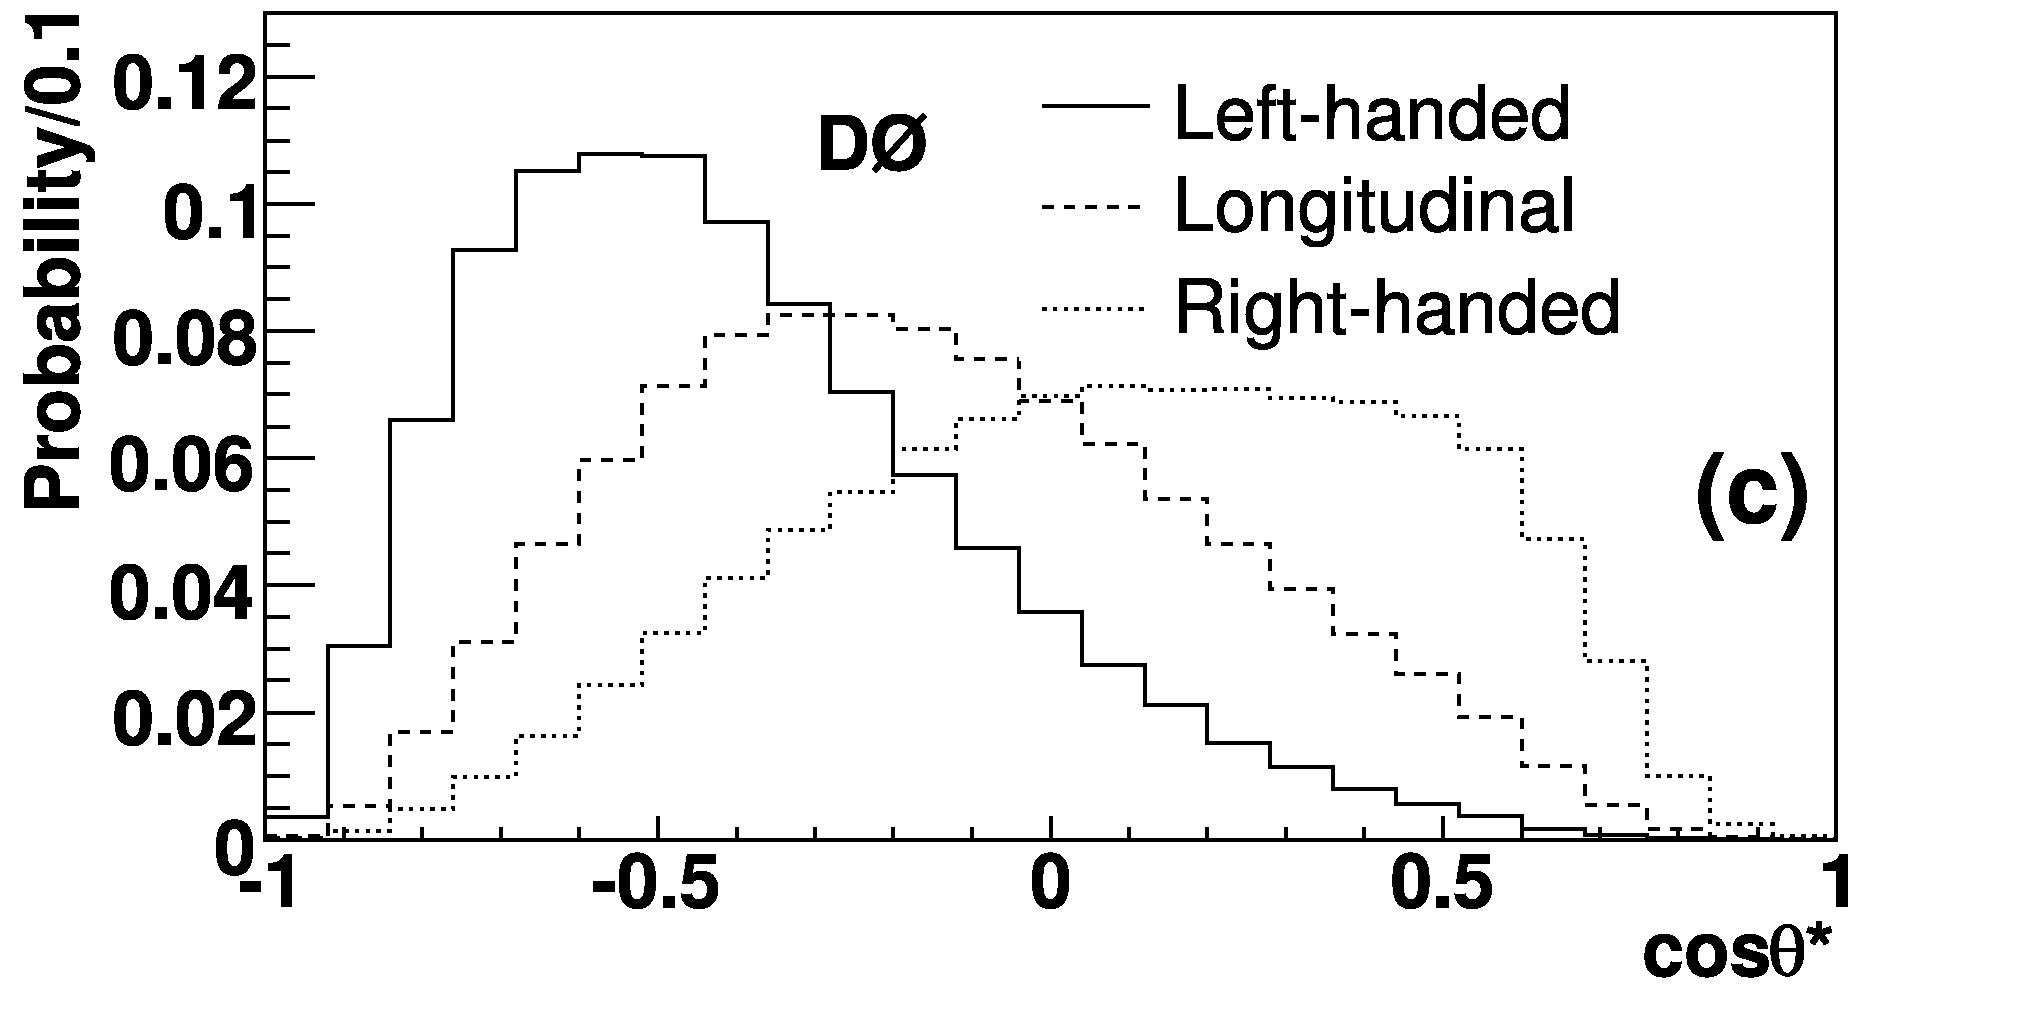 Probability/0.1
0.12
0.1
0.08
0.06
0.04
0.02
0
DØ
Left-handed
Longitudinal
Right-handed
(c)
-1 -0.5 0 0.5 1
cosθ*